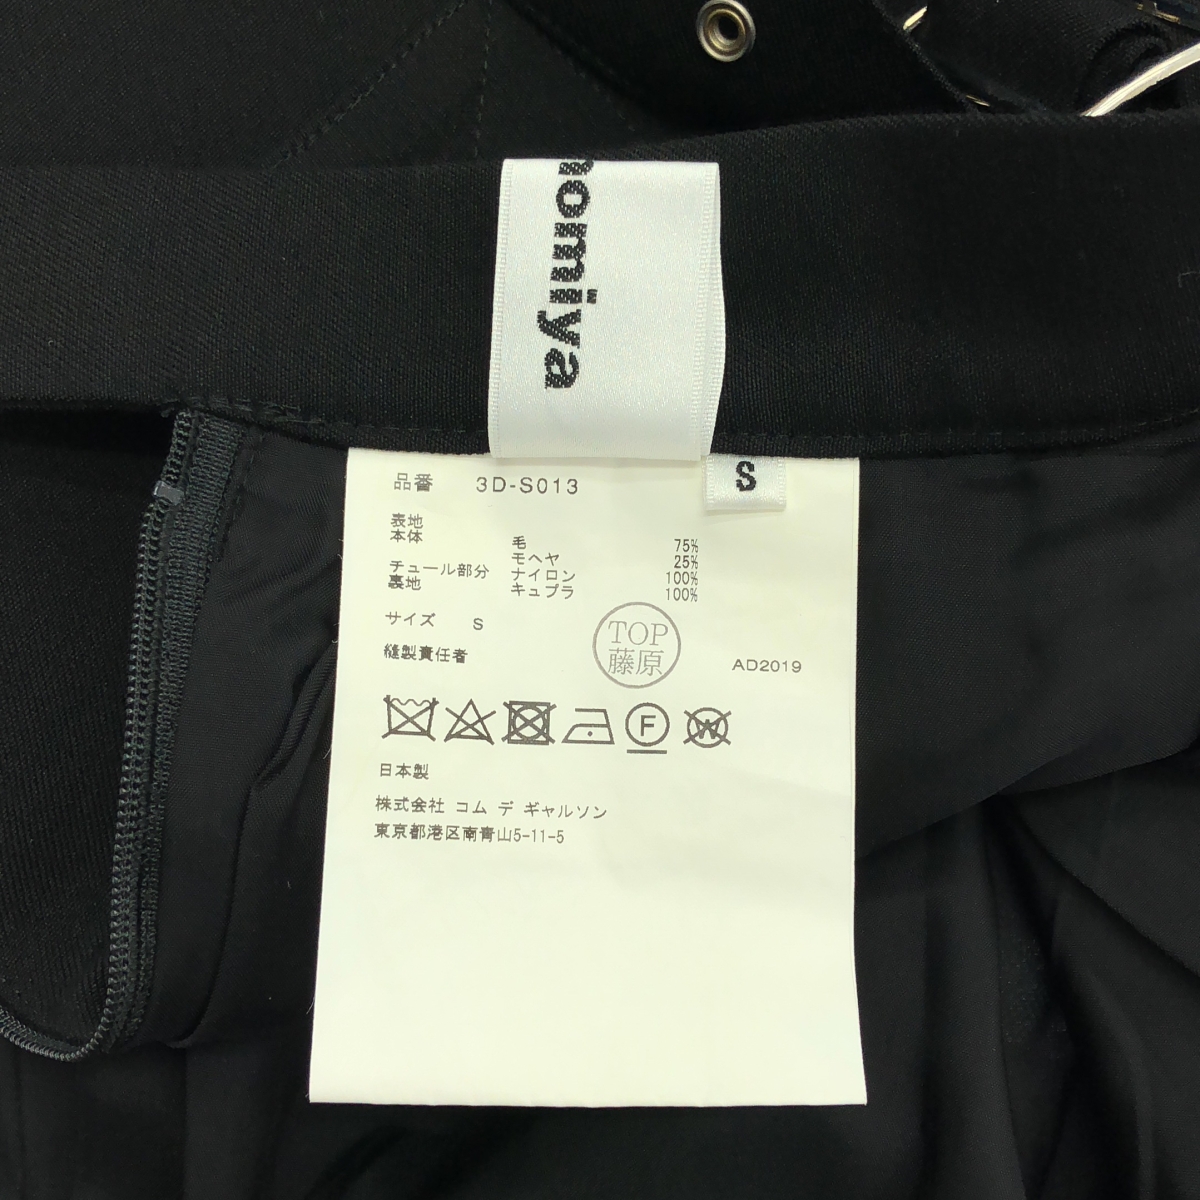 nomiya
S
品番 3D-S013
表地
本体 毛 75%
モヘヤ 25%
チュール部分 ナイロン 100%
裏地 キュプラ 100%
サイズ S
縫製責任者 TOP 藤原 AD2019
F W
日本製
株式会社 コム デ ギャルソン
東京都港区南青山5-11-5